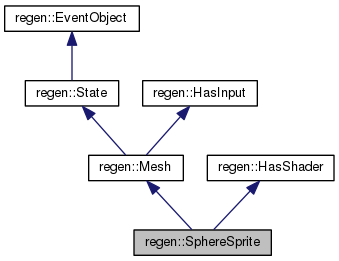 regen::EventObject
regen::State
regen::HasInput
regen::Mesh
regen::HasShader
regen::SphereSprite